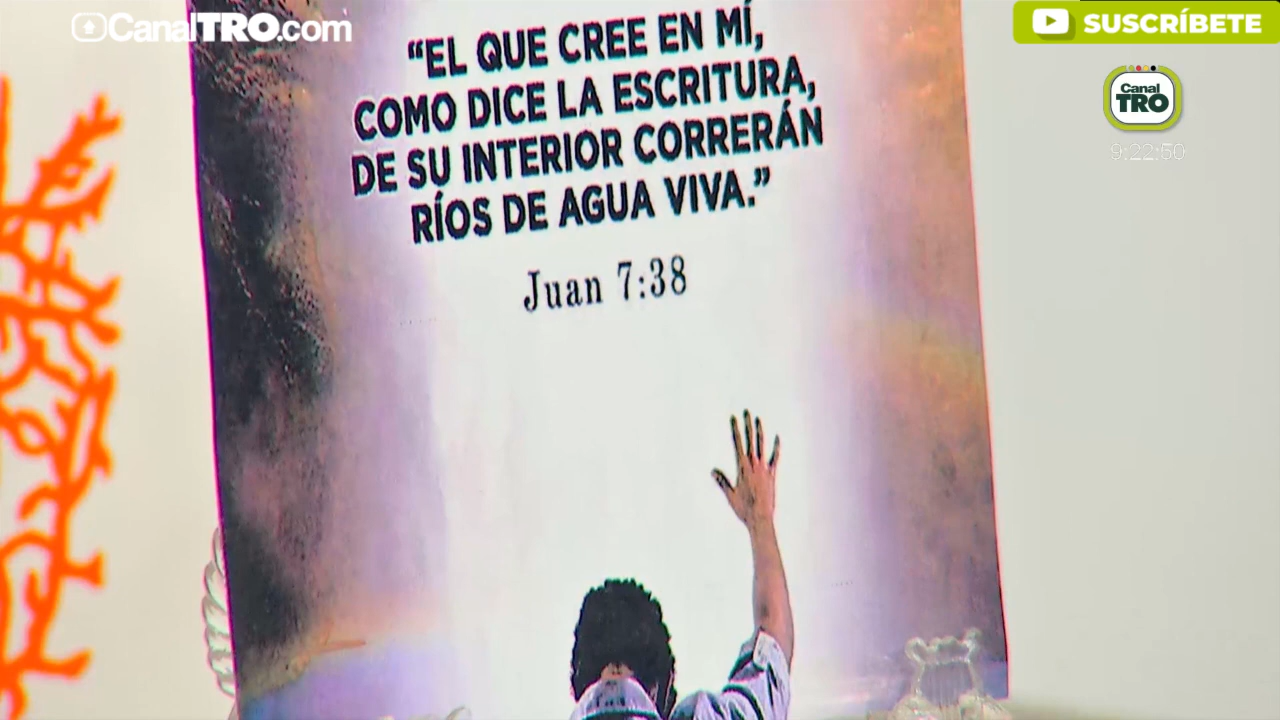 CanalTRO.com
SUSCRÍBETE
Canal
TRO
9:22:50
“EL QUE CREE EN MÍ,
COMO DICE LA ESCRITURA,
DE SU INTERIOR CORRERÁN
RÍOS DE AGUA VIVA.”
Juan 7:38